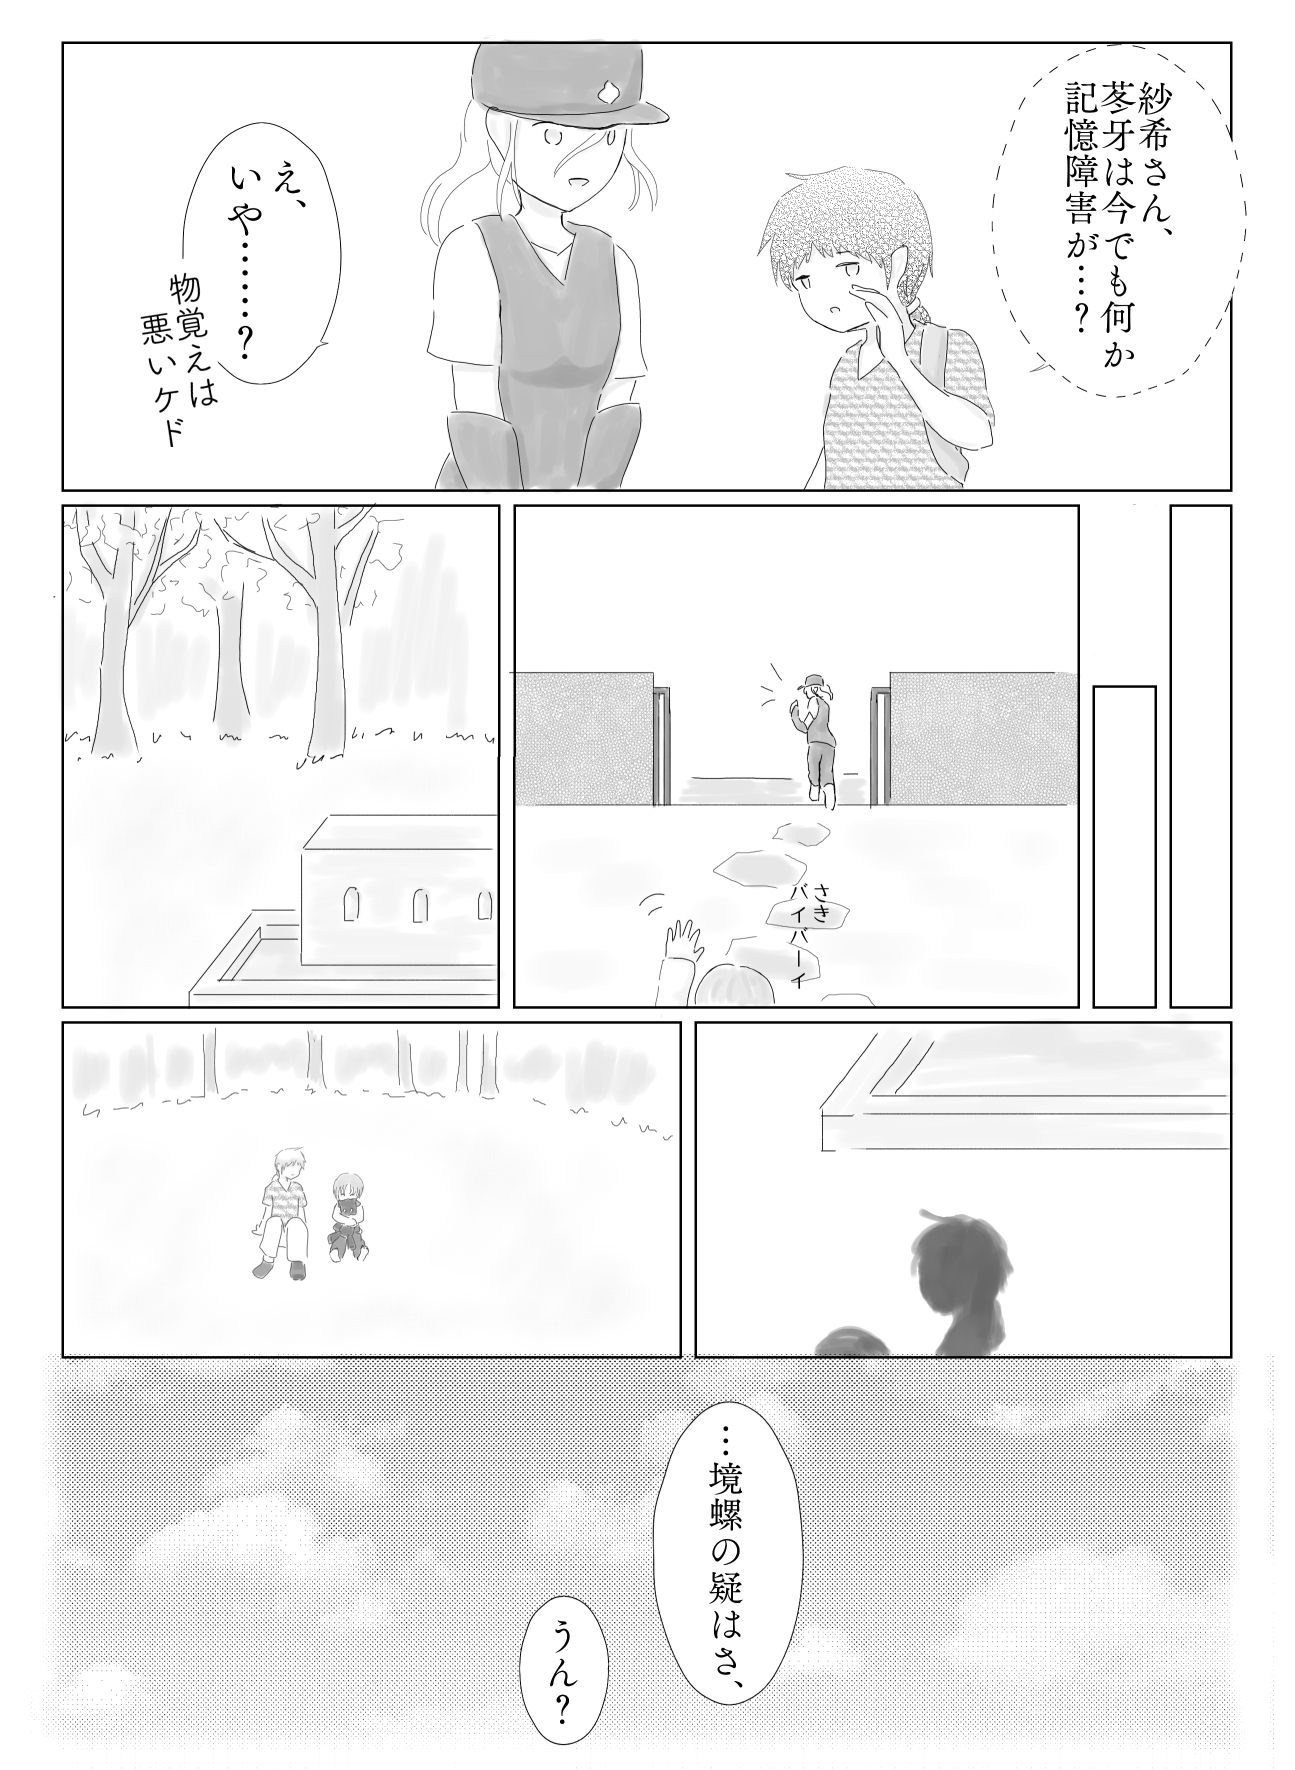 紗希さん、
苳牙は今でも何か
記憶障害が…？
え、
いや………？
物覚えは
悪いケド
さき
バイバーイ
…境螺の疑はさ、
うん？